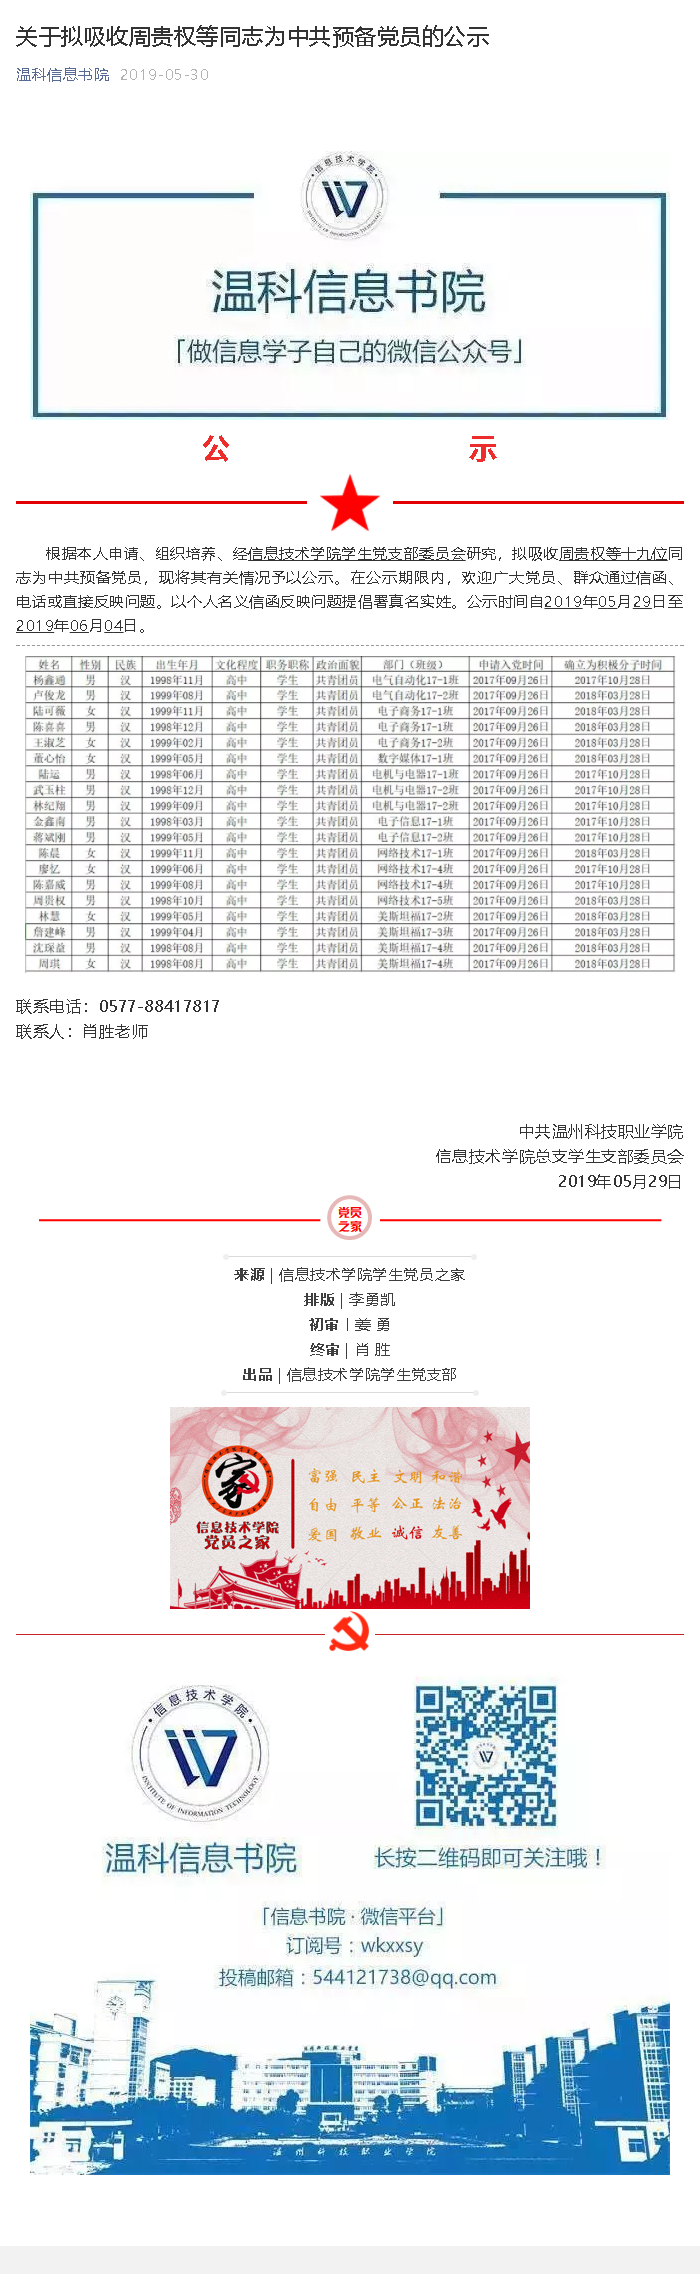 关于拟吸收周贵权等同志为中共预备党员的公示
温科信息书院 2019-05-30
信息技术学院
INSTITUTE OF INFORMATION TECHNOLOGY
温科信息书院
「做信息学子自己的微信公众号」
公 示
根据本人申请、组织培养、经信息技术学院学生党支部委员会研究，拟吸收周贵权等十九位同
志为中共预备党员，现将其有关情况予以公示。在公示期限内，欢迎广大党员、群众通过信函、
电话或直接反映问题。以个人名义信函反映问题提倡署真名实姓。公示时间自2019年05月29日至
2019年06月04日。
姓名 性别 民族 出生年月 文化程度 职务职称 政治面貌 部门（班级） 申请入党时间 确立为积极分子时间
杨鑫通 男 汉 1998年11月 高中 学生 共青团员 电气自动化17-1班 2017年09月26日 2017年10月28日
卢俊龙 男 汉 1999年08月 高中 学生 共青团员 电气自动化17-2班 2017年09月26日 2018年03月28日
陆可薇 女 汉 1999年11月 高中 学生 共青团员 电子商务17-1班 2017年09月26日 2018年03月28日
陈喜喜 男 汉 1998年12月 高中 学生 共青团员 电子商务17-1班 2017年09月26日 2018年03月28日
王淑芝 女 汉 1999年02月 高中 学生 共青团员 电子商务17-2班 2017年09月26日 2018年03月28日
董心怡 女 汉 1999年05月 高中 学生 共青团员 数字媒体17-1班 2017年09月26日 2018年03月28日
陆运 男 汉 1998年06月 高中 学生 共青团员 电机与电器17-1班 2017年09月26日 2017年10月28日
武玉柱 男 汉 1998年12月 高中 学生 共青团员 电机与电器17-2班 2017年09月26日 2017年10月28日
林纪翔 男 汉 1999年09月 高中 学生 共青团员 电机与电器17-2班 2017年09月26日 2017年10月28日
金鑫南 男 汉 1998年03月 高中 学生 共青团员 电子信息17-1班 2017年09月26日 2017年10月28日
蒋斌刚 男 汉 1999年05月 高中 学生 共青团员 电子信息17-2班 2017年09月26日 2017年10月28日
陈晨 女 汉 1999年11月 高中 学生 共青团员 网络技术17-1班 2017年09月26日 2018年03月28日
廖忆 女 汉 1999年06月 高中 学生 共青团员 网络技术17-4班 2017年09月26日 2017年10月28日
陈嘉威 男 汉 1999年08月 高中 学生 共青团员 网络技术17-4班 2017年09月26日 2017年10月28日
周贵权 男 汉 1998年10月 高中 学生 共青团员 网络技术17-5班 2017年09月26日 2018年03月28日
林慧 女 汉 1999年05月 高中 学生 共青团员 美斯坦福17-2班 2017年09月26日 2018年03月28日
詹建峰 男 汉 1999年04月 高中 学生 共青团员 美斯坦福17-3班 2017年09月26日 2018年03月28日
沈琛益 男 汉 1998年08月 高中 学生 共青团员 美斯坦福17-4班 2017年09月26日 2018年03月28日
周琪 女 汉 1998年08月 高中 学生 共青团员 美斯坦福17-4班 2017年09月26日 2018年03月28日
联系电话：0577-88417817
联系人：肖胜老师
中共温州科技职业学院
信息技术学院总支学生支部委员会
2019年05月29日
党员
之家
来源 | 信息技术学院学生党员之家
排版 | 李勇凯
初审 | 姜 勇
终审 | 肖 胜
出品 | 信息技术学院学生党支部
家
信息技术学院
党员之家
富强 民主 文明 和谐
自由 平等 公正 法治
爱国 敬业 诚信 友善
信息技术学院
INSTITUTE OF INFORMATION TECHNOLOGY
温科信息书院
长按二维码即可关注哦！
「信息书院·微信平台」
订阅号：wkxxsy
投稿邮箱：544121738@qq.com
温州科技职业学院